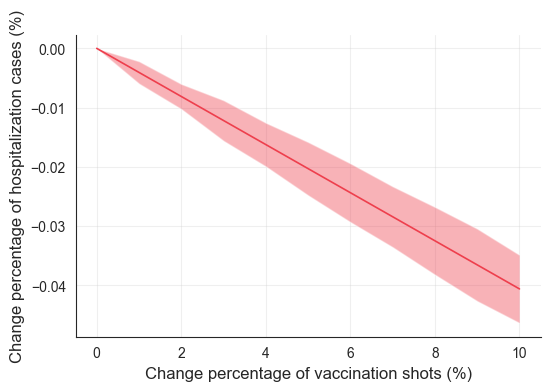 Change percentage of hospitalization cases (%)
0.00
−0.01
−0.02
−0.03
−0.04
0 2 4 6 8 10
Change percentage of vaccination shots (%)